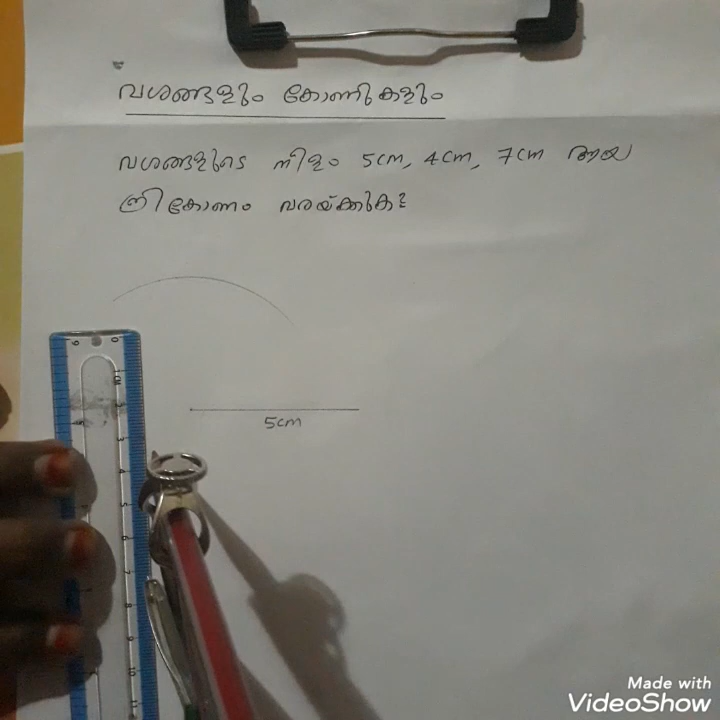 വശങ്ങളും കോണുകളും
വശങ്ങളുടെ നീളം 5cm, 4cm, 7cm ആയ
ത്രികോണം വരയ്ക്കുക?
5cm
Made with
VideoShow